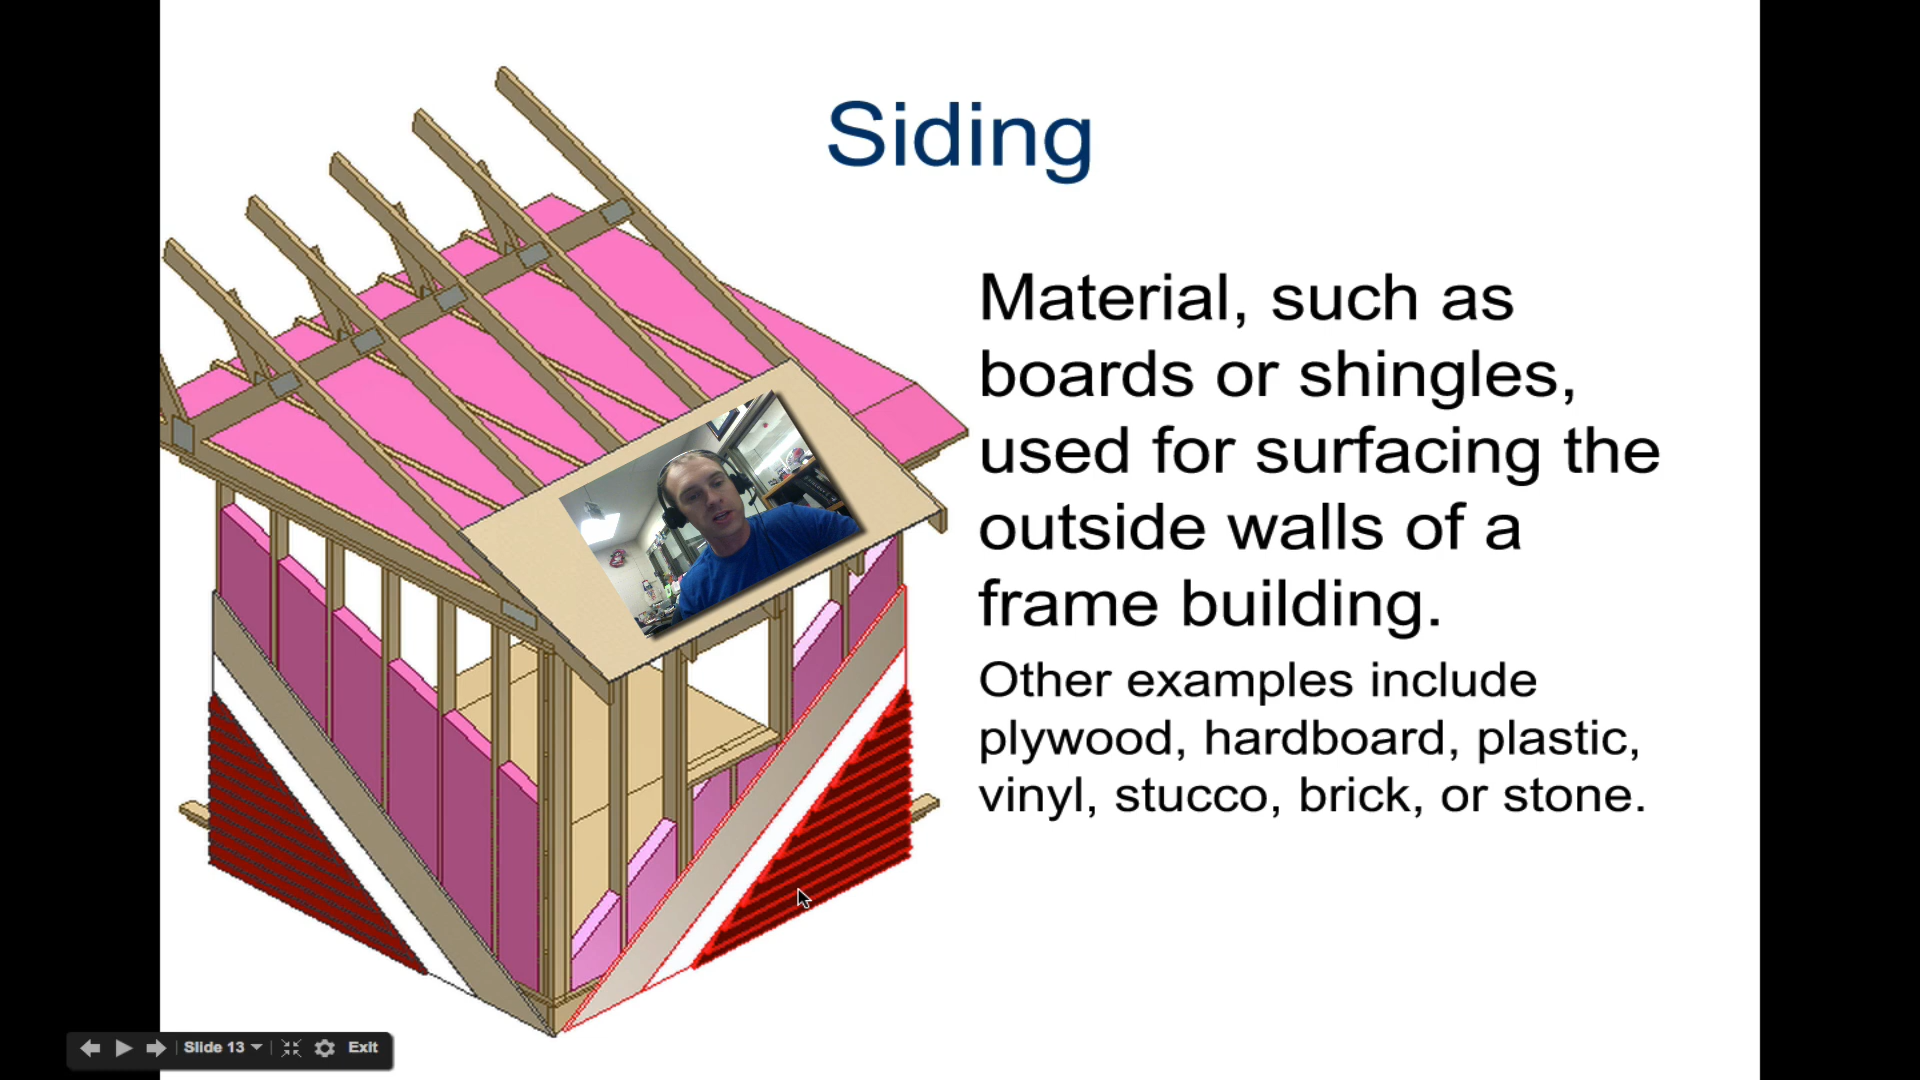 Siding
Material, such as
boards or shingles,
used for surfacing the
outside walls of a
frame building.
Other examples include
plywood, hardboard, plastic,
vinyl, stucco, brick, or stone.
Slide 13
Exit